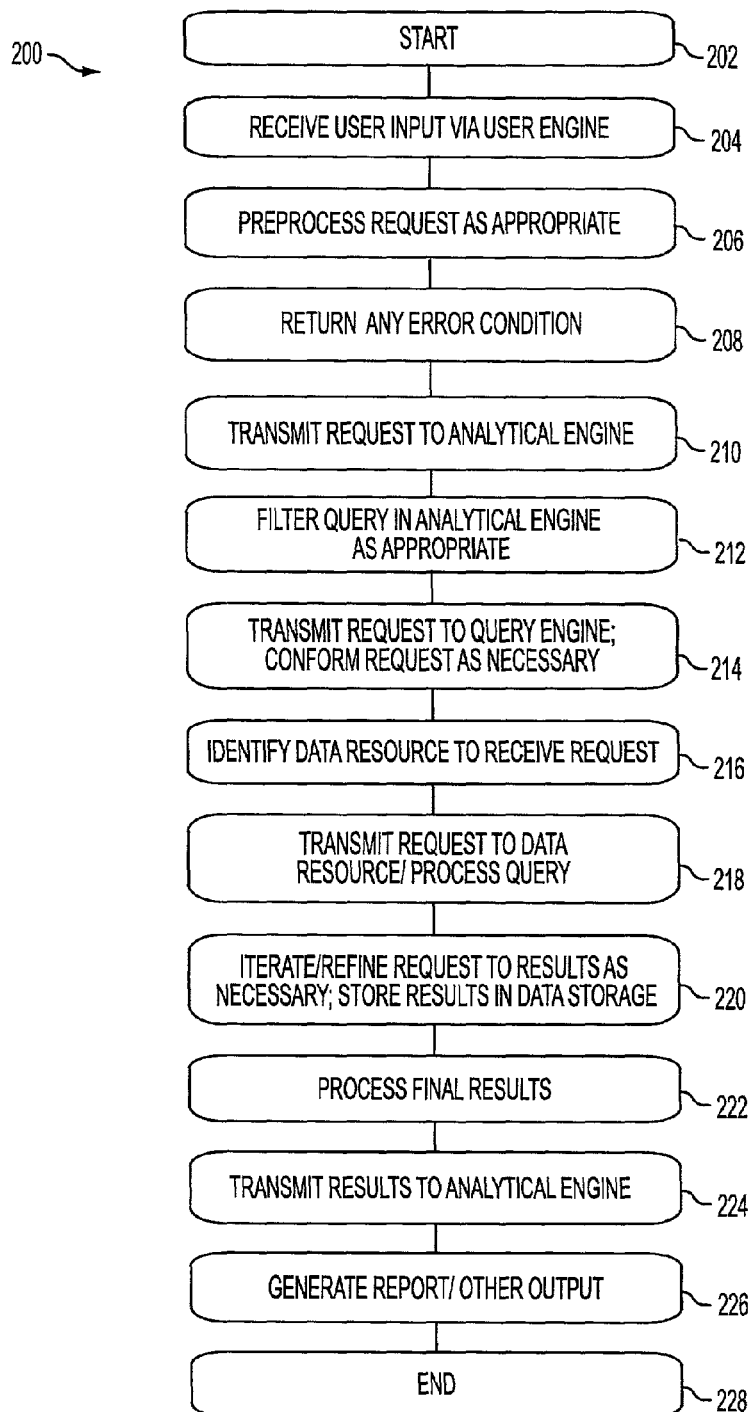 200
START
202
RECEIVE USER INPUT VIA USER ENGINE
204
PREPROCESS REQUEST AS APPROPRIATE
206
RETURN ANY ERROR CONDITION
208
TRANSMIT REQUEST TO ANALYTICAL ENGINE
210
FILTER QUERY IN ANALYTICAL ENGINE
AS APPROPRIATE
212
TRANSMIT REQUEST TO QUERY ENGINE;
CONFORM REQUEST AS NECESSARY
214
IDENTIFY DATA RESOURCE TO RECEIVE REQUEST
216
TRANSMIT REQUEST TO DATA
RESOURCE/ PROCESS QUERY
218
ITERATE/REFINE REQUEST TO RESULTS AS
NECESSARY; STORE RESULTS IN DATA STORAGE
220
PROCESS FINAL RESULTS
222
TRANSMIT RESULTS TO ANALYTICAL ENGINE
224
GENERATE REPORT/ OTHER OUTPUT
226
END
228